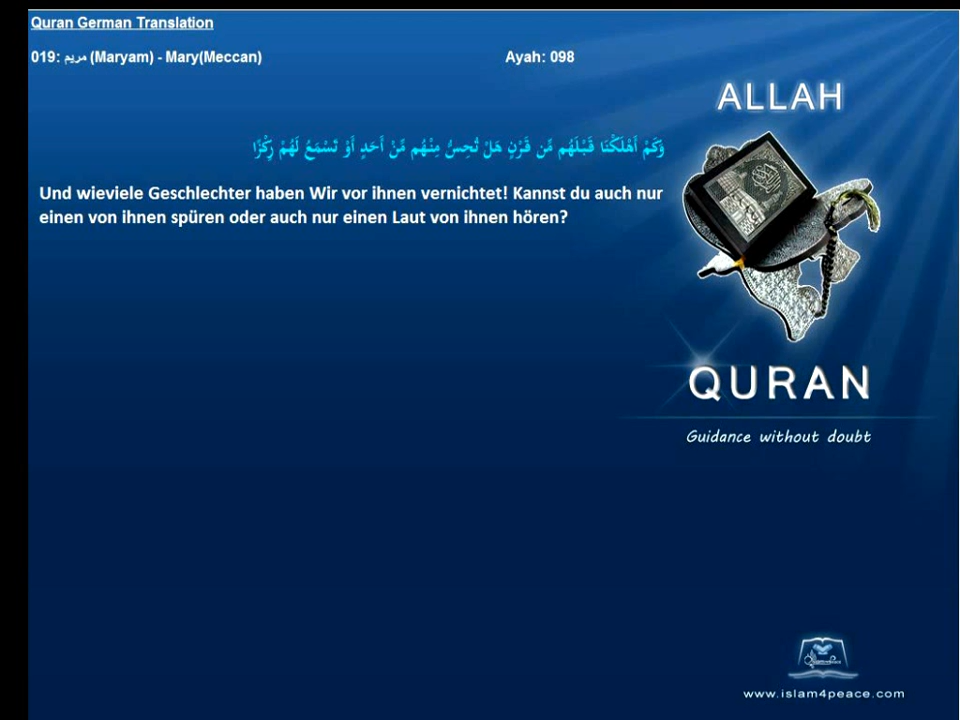 Quran German Translation
019: مريم (Maryam) - Mary(Meccan)
Ayah: 098
وَكَمْ أَهْلَكْنَا قَبْلَهُم مِّن قَرْنٍ هَلْ تُحِسُّ مِنْهُم مِّنْ أَحَدٍ أَوْ تَسْمَعُ لَهُمْ رِكْزًا
Und wieviele Geschlechter haben Wir vor ihnen vernichtet! Kannst du auch nur
einen von ihnen spüren oder auch nur einen Laut von ihnen hören?
ALLAH
QURAN
Guidance without doubt
www.islam4peace.com